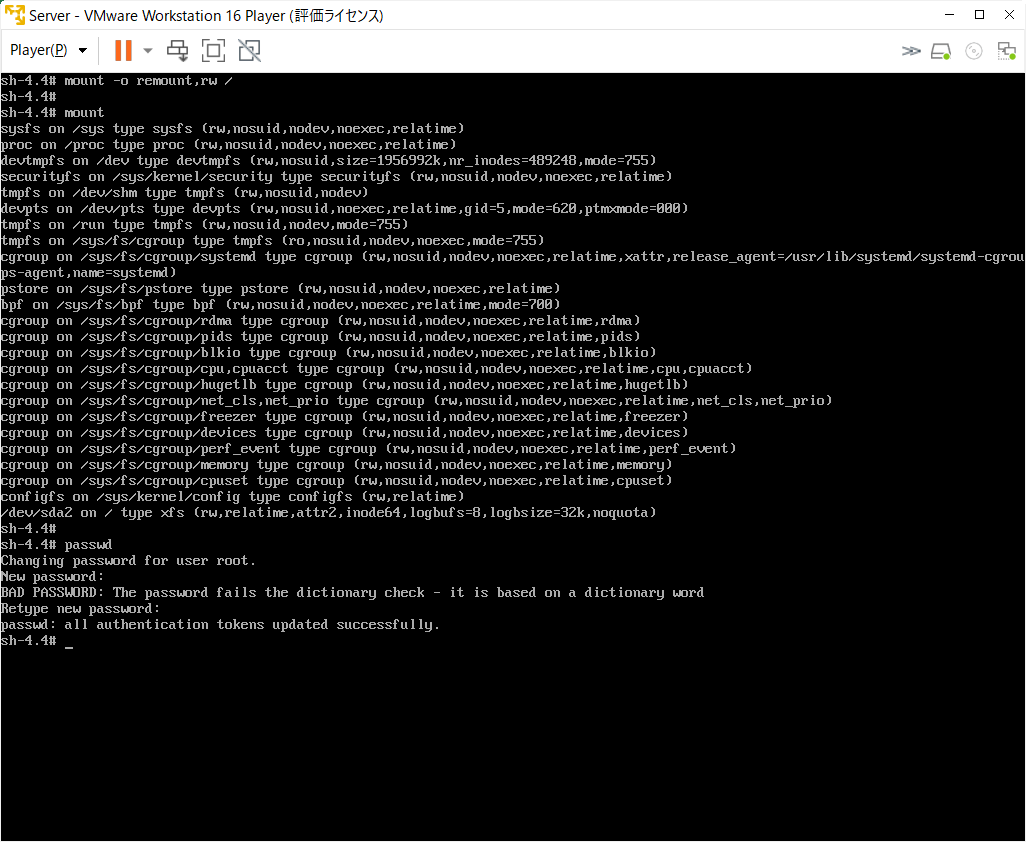 Server - VMware Workstation 16 Player (評価ライセンス)
Player(P)
sh-4.4# mount -o remount,rw /
sh-4.4#
sh-4.4# mount
sysfs on /sys type sysfs (rw,nosuid,nodev,noexec,relatime)
proc on /proc type proc (rw,nosuid,nodev,noexec,relatime)
devtmpfs on /dev type devtmpfs (rw,nosuid,size=1956992k,nr_inodes=489248,mode=755)
securityfs on /sys/kernel/security type securityfs (rw,nosuid,nodev,noexec,relatime)
tmpfs on /dev/shm type tmpfs (rw,nosuid,nodev)
devpts on /dev/pts type devpts (rw,nosuid,noexec,relatime,gid=5,mode=620,ptmxmode=000)
tmpfs on /run type tmpfs (rw,nosuid,nodev,mode=755)
tmpfs on /sys/fs/cgroup type tmpfs (ro,nosuid,nodev,noexec,mode=755)
cgroup on /sys/fs/cgroup/systemd type cgroup (rw,nosuid,nodev,noexec,relatime,xattr,release_agent=/usr/lib/systemd/systemd-cgrou
ps-agent,name=systemd)
pstore on /sys/fs/pstore type pstore (rw,nosuid,nodev,noexec,relatime)
bpf on /sys/fs/bpf type bpf (rw,nosuid,nodev,noexec,relatime,mode=700)
cgroup on /sys/fs/cgroup/rdma type cgroup (rw,nosuid,nodev,noexec,relatime,rdma)
cgroup on /sys/fs/cgroup/pids type cgroup (rw,nosuid,nodev,noexec,relatime,pids)
cgroup on /sys/fs/cgroup/blkio type cgroup (rw,nosuid,nodev,noexec,relatime,blkio)
cgroup on /sys/fs/cgroup/cpu,cpuacct type cgroup (rw,nosuid,nodev,noexec,relatime,cpu,cpuacct)
cgroup on /sys/fs/cgroup/hugetlb type cgroup (rw,nosuid,nodev,noexec,relatime,hugetlb)
cgroup on /sys/fs/cgroup/net_cls,net_prio type cgroup (rw,nosuid,nodev,noexec,relatime,net_cls,net_prio)
cgroup on /sys/fs/cgroup/freezer type cgroup (rw,nosuid,nodev,noexec,relatime,freezer)
cgroup on /sys/fs/cgroup/devices type cgroup (rw,nosuid,nodev,noexec,relatime,devices)
cgroup on /sys/fs/cgroup/perf_event type cgroup (rw,nosuid,nodev,noexec,relatime,perf_event)
cgroup on /sys/fs/cgroup/memory type cgroup (rw,nosuid,nodev,noexec,relatime,memory)
cgroup on /sys/fs/cgroup/cpuset type cgroup (rw,nosuid,nodev,noexec,relatime,cpuset)
configfs on /sys/kernel/config type configfs (rw,relatime)
/dev/sda2 on / type xfs (rw,relatime,attr2,inode64,logbufs=8,logbsize=32k,noquota)
sh-4.4#
sh-4.4# passwd
Changing password for user root.
New password:
BAD PASSWORD: The password fails the dictionary check - it is based on a dictionary word
Retype new password:
passwd: all authentication tokens updated successfully.
sh-4.4# _